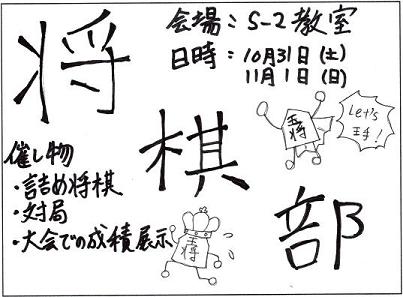 将棋部
会場：S-2教室
日時：10月31日（土）
11月1日（日）
催し物
・詰め将棋
・対局
・大会での成績展示
Let's
王手！
王将
王将